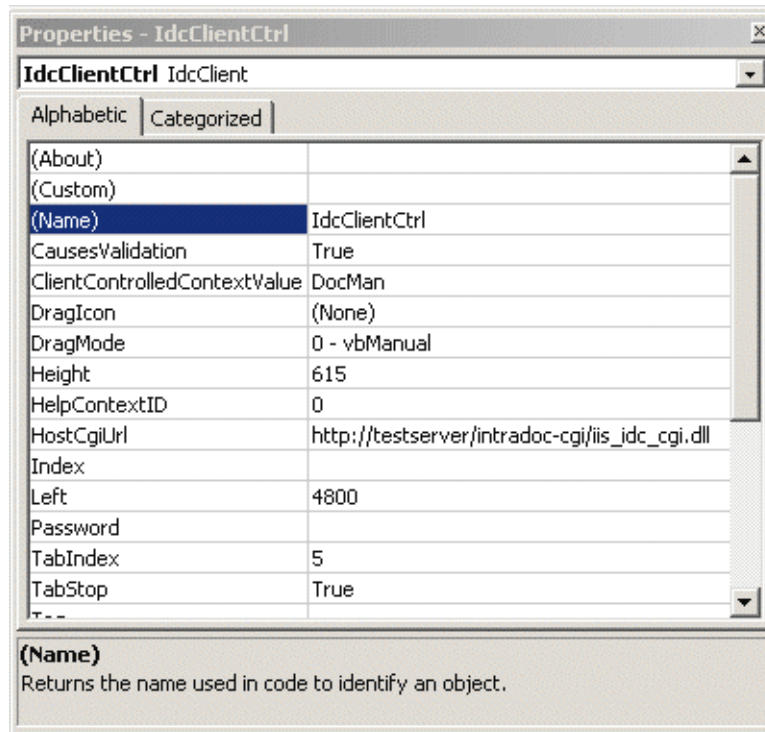 Properties - IdcClientCtrl
IdcClientCtrl IdcClient
Alphabetic Categorized
(About)
(Custom)
(Name) IdcClientCtrl
CausesValidation True
ClientControlledContextValue DocMan
DragIcon (None)
DragMode 0 - vbManual
Height 615
HelpContextID 0
HostCgiUrl http://testserver/intradoc-cgi/iis_idc_cgi.dll
Index
Left 4800
Password
TabIndex 5
TabStop True
(Name)
Returns the name used in code to identify an object.